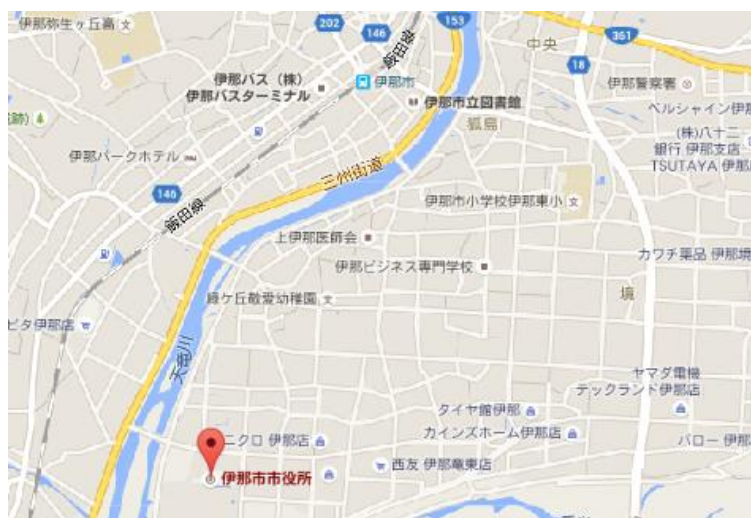 伊那弥生ヶ丘高
202
146
153
361
中央
18
飯田線
伊那バス（株）
伊那バスターミナル
伊那市
伊那市立図書館
伊那警察署
狐島
ベルシャイン伊
(株)八十二
銀行 伊那支店
TSUTAYA 伊那
伊那パークホテル
三州街道
146
飯田線
伊那市小学校伊那東小
上伊那医師会
伊那ビジネス専門学校
カワチ薬品 伊那境
緑ケ丘敬愛幼稚園
境
ピタ伊那店
天竜川
ヤマダ電機
テックランド伊那店
タイヤ館伊那
カインズホーム伊那店
ニクロ 伊那店
バロー 伊那
西友 伊那竜東店
伊那市市役所